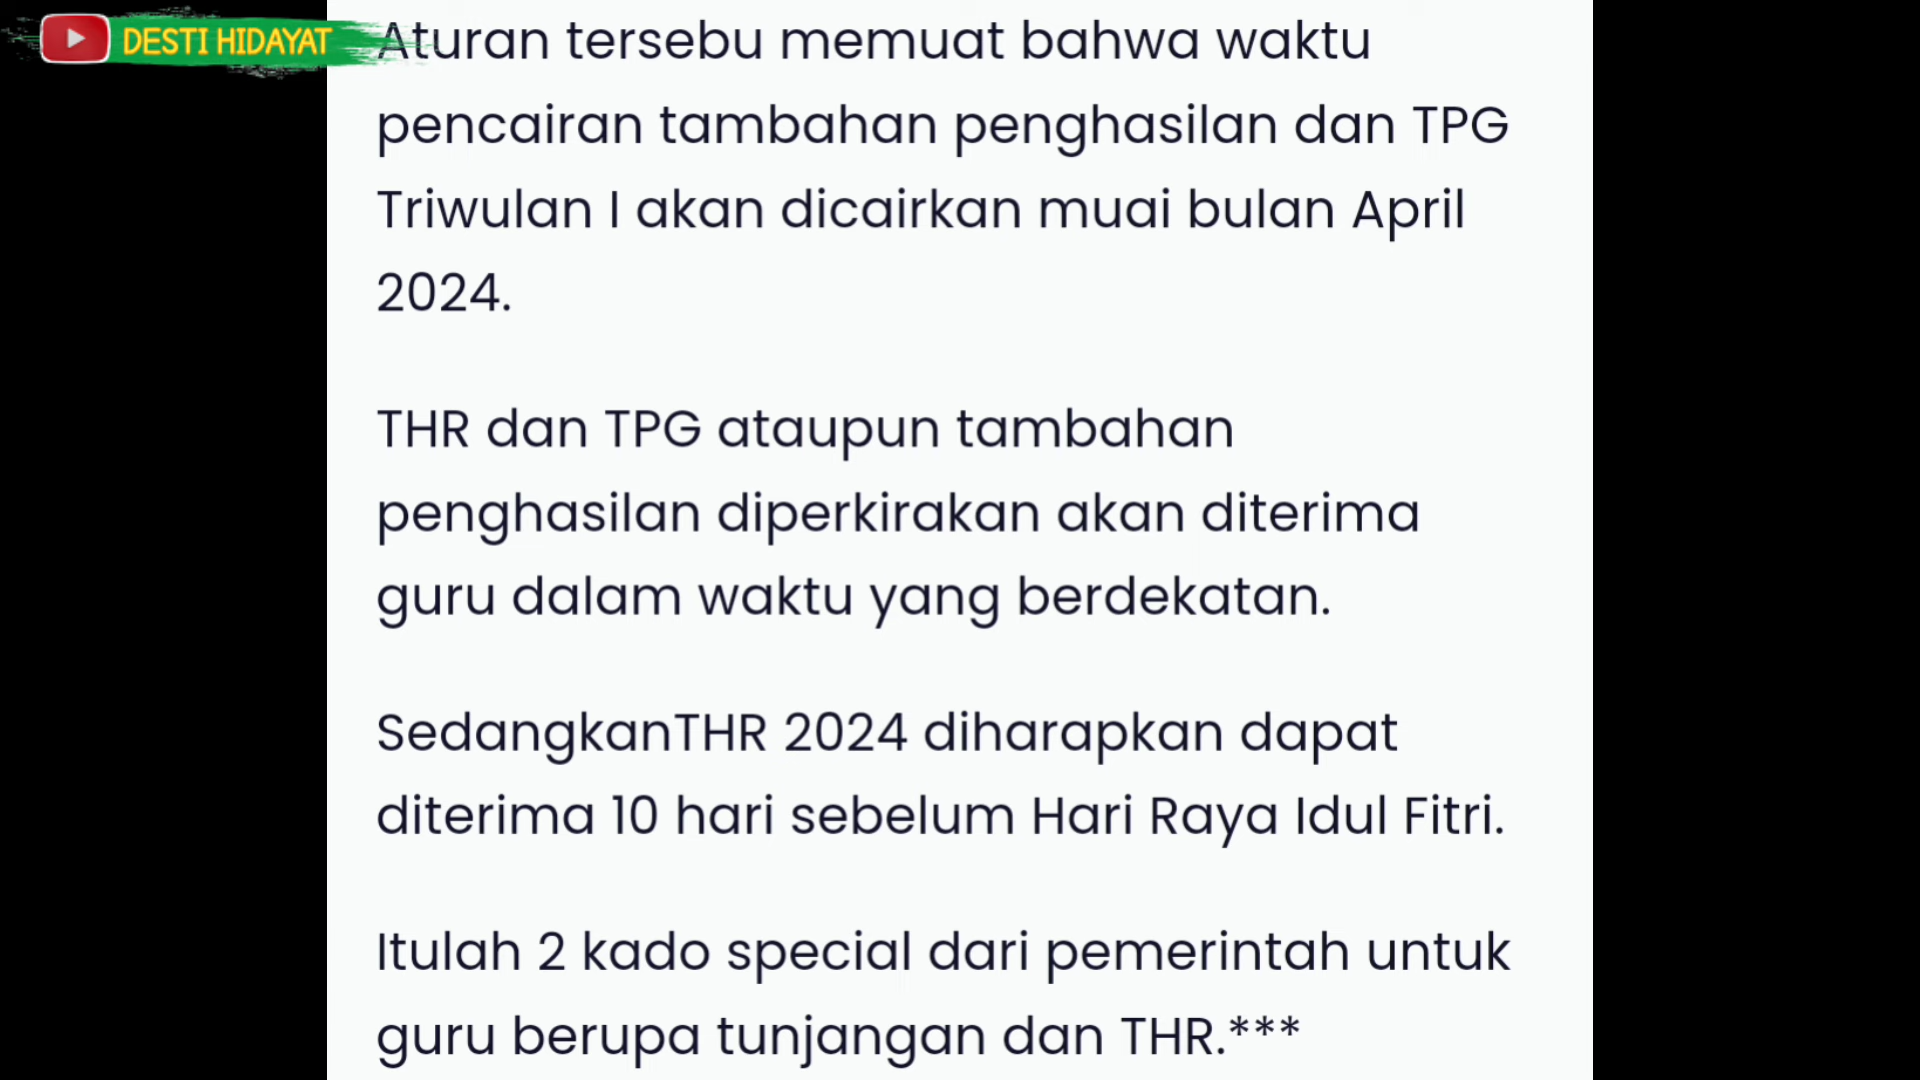 DESTI HIDAYAT
Aturan tersebu memuat bahwa waktu
pencairan tambahan penghasilan dan TPG
Triwulan I akan dicairkan muai bulan April
2024.
THR dan TPG ataupun tambahan
penghasilan diperkirakan akan diterima
guru dalam waktu yang berdekatan.
SedangkanTHR 2024 diharapkan dapat
diterima 10 hari sebelum Hari Raya Idul Fitri.
Itulah 2 kado special dari pemerintah untuk
guru berupa tunjangan dan THR.***